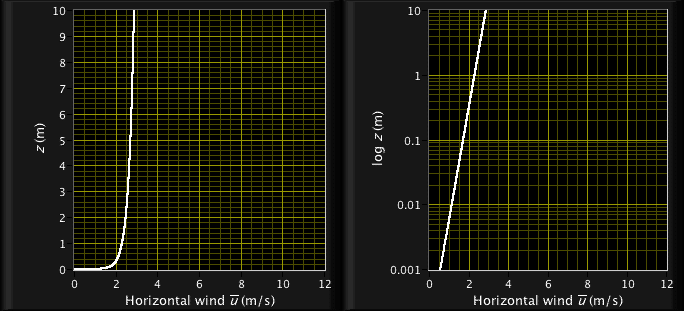 10
9
8
7
6
5
4
3
2
1
0
z (m)
0 2 4 6 8 10 12
Horizontal wind u̅ (m/s)
10
1
0.1
0.01
0.001
log z (m)
0 2 4 6 8 10 12
Horizontal wind u̅ (m/s)